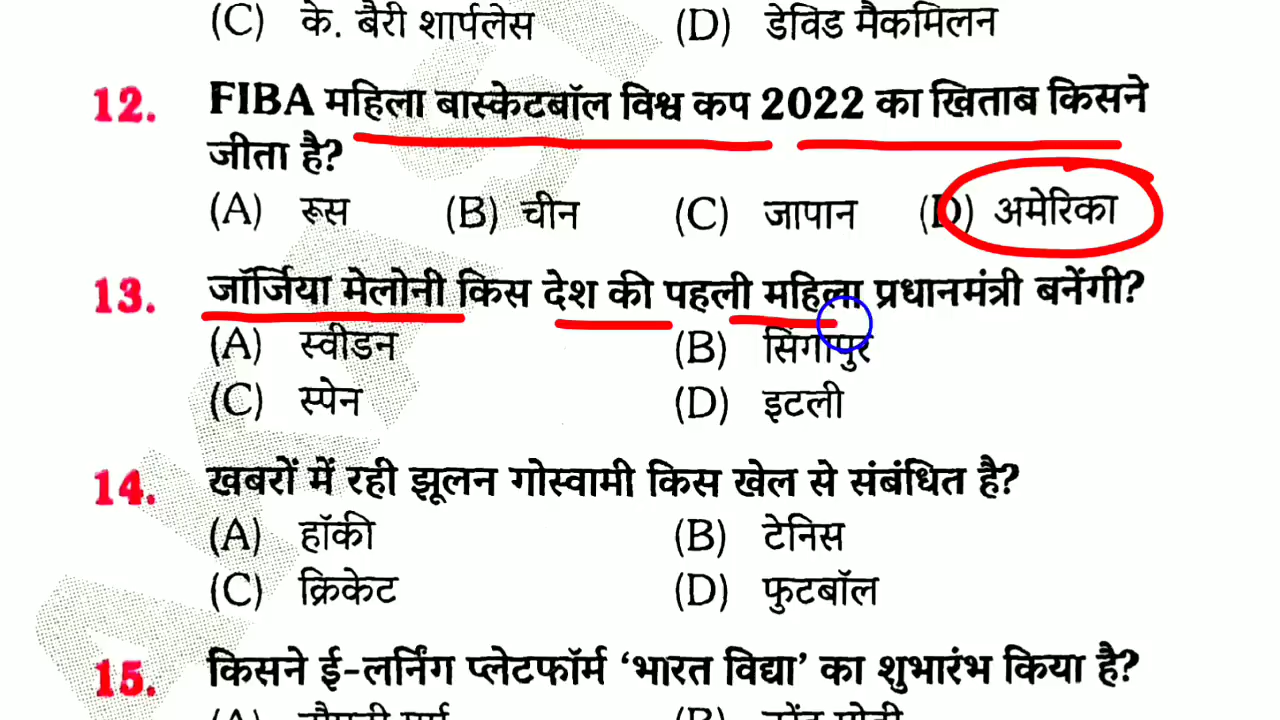 (C) के. बैरी शार्पलेस (D) डेविड मैकमिलन
12. FIBA महिला बास्केटबॉल विश्व कप 2022 का खिताब किसने
जीता है?
(A) रूस (B) चीन (C) जापान (D) अमेरिका
13. जॉर्जिया मेलोनी किस देश की पहली महिला प्रधानमंत्री बनेंगी?
(A) स्वीडन (B) सिंगापुर
(C) स्पेन (D) इटली
14. खबरों में रही झूलन गोस्वामी किस खेल से संबंधित है?
(A) हॉकी (B) टेनिस
(C) क्रिकेट (D) फुटबॉल
15. किसने ई-लर्निंग प्लेटफॉर्म ‘भारत विद्या’ का शुभारंभ किया है?
(A) (B)